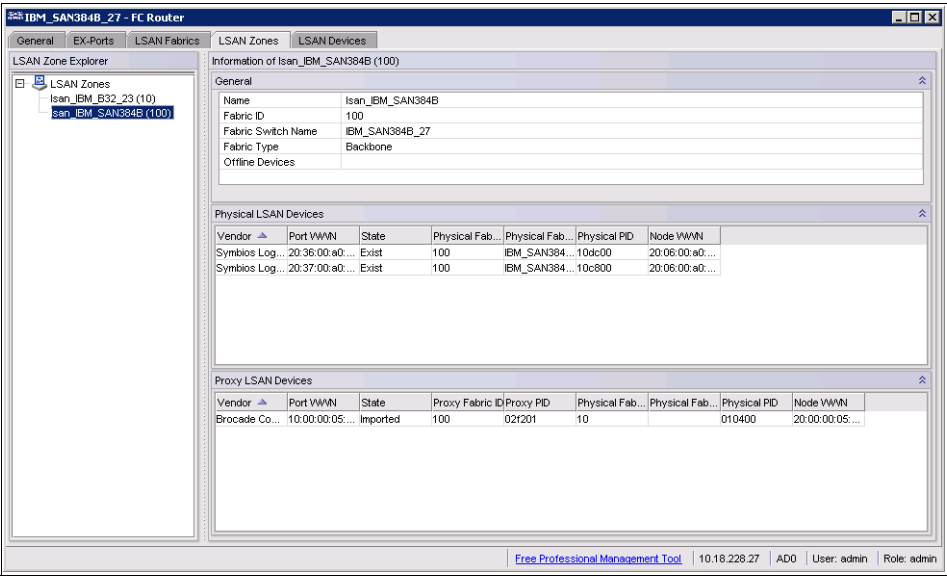 IBM_SAN384B_27 - FC Router
General EX-Ports LSAN Fabrics LSAN Zones LSAN Devices
LSAN Zone Explorer
LSAN Zones
lsan_IBM_B32_23 (10)
san_IBM_SAN384B (100)
Information of lsan_IBM_SAN384B (100)
General
Name lsan_IBM_SAN384B
Fabric ID 100
Fabric Switch Name IBM_SAN384B_27
Fabric Type Backbone
Offline Devices
Physical LSAN Devices
Vendor Port WWN State Physical Fab... Physical Fab... Physical PID Node WWN
Symbios Log... 20:36:00:a0:... Exist 100 IBM_SAN384... 10dc00 20:06:00:a0:...
Symbios Log... 20:37:00:a0:... Exist 100 IBM_SAN384... 10c800 20:06:00:a0:...
Proxy LSAN Devices
Vendor Port WWN State Proxy Fabric ID Proxy PID Physical Fab... Physical Fab... Physical PID Node WWN
Brocade Co... 10:00:00:05:... Imported 100 02f201 10 010400 20:00:00:05:...
Free Professional Management Tool 10.18.228.27 AD0 User: admin Role: admin